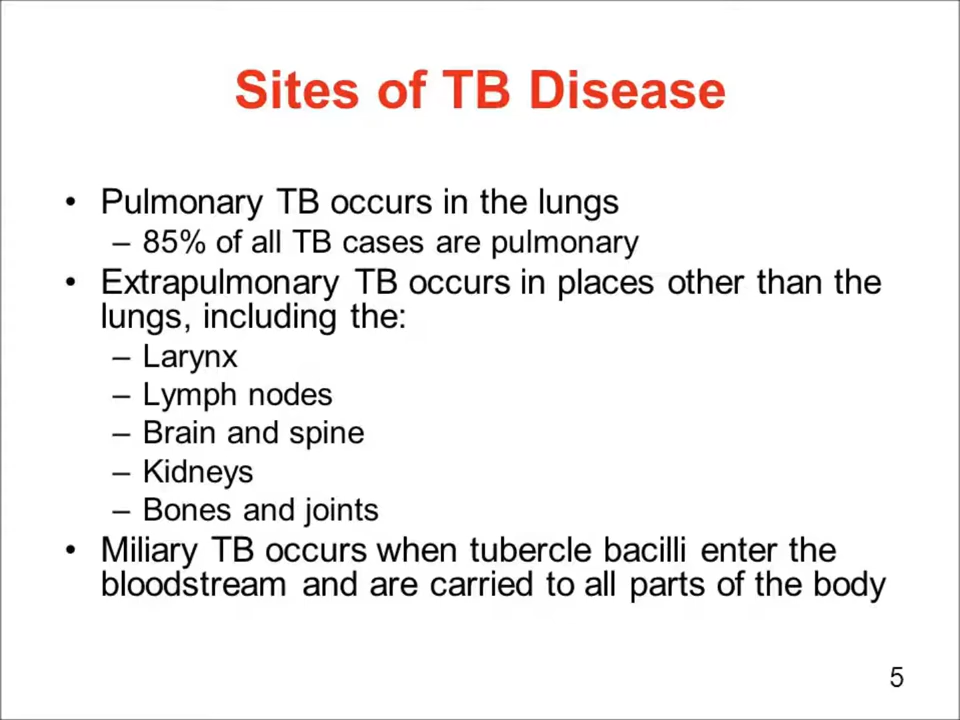 Sites of TB Disease
• Pulmonary TB occurs in the lungs
– 85% of all TB cases are pulmonary
• Extrapulmonary TB occurs in places other than the
lungs, including the:
– Larynx
– Lymph nodes
– Brain and spine
– Kidneys
– Bones and joints
• Miliary TB occurs when tubercle bacilli enter the
bloodstream and are carried to all parts of the body
5